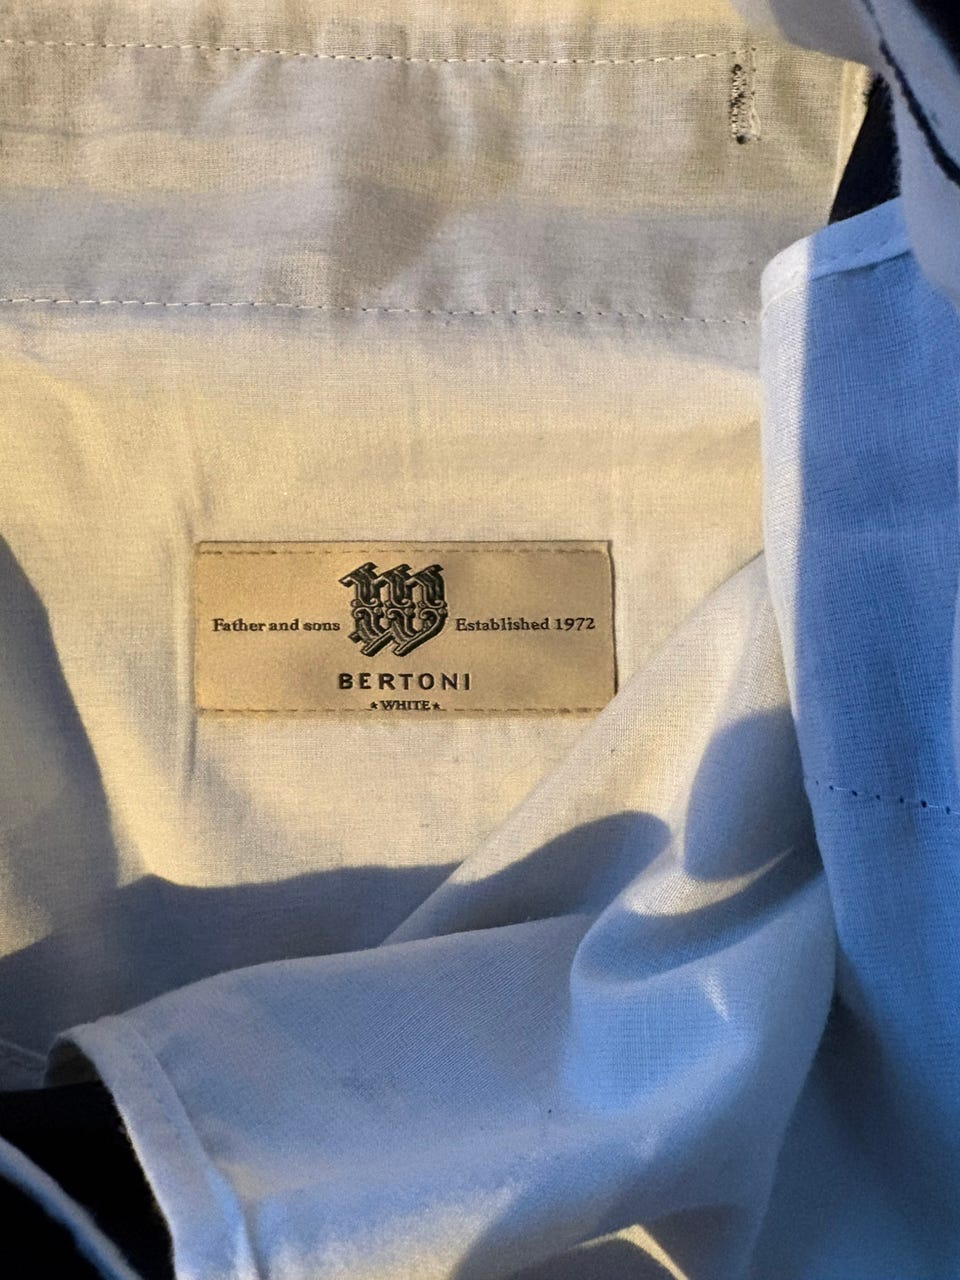 Father and sons Established 1972
BERTONI
★ WHITE ★